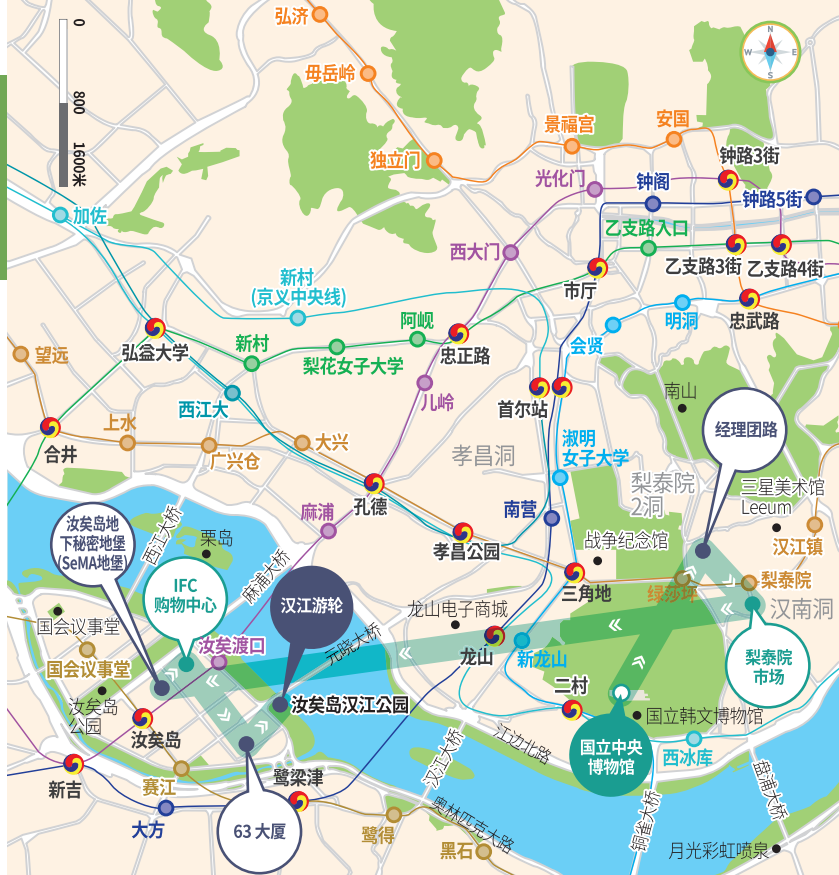 0
800
1600米
弘济
毋岳岭
独立门
景福宫
安国
N
W
E
S
钟路3街
光化门
钟阁
钟路5街
加佐
乙支路入口
西大门
乙支路3街
乙支路4街
新村
(京义中央线)
市厅
明洞
忠武路
弘益大学
新村
阿岘
忠正路
会贤
望远
梨花女子大学
儿岭
南山
西江大
首尔站
经理团路
上水
大兴
淑明
女子大学
合井
广兴仓
孝昌洞
孔德
梨泰院
2洞
三星美术馆
Leeum
麻浦
南营
汝矣岛地
下秘密地堡
(SeMA地堡)
西江大桥
栗岛
孝昌公园
战争纪念馆
汉江镇
IFC
购物中心
麻浦大桥
汉江游轮
三角地
绿莎坪
梨泰院
国会议事堂
龙山电子商城
汉南洞
汝矣渡口
元晓大桥
龙山
新龙山
国会议事堂
梨泰院
市场
汝矣岛
公园
汝矣岛汉江公园
二村
国立韩文博物馆
汝矣岛
江边北路
国立中央
博物馆
西冰库
新吉
赛江
鹭梁津
汉江大桥
盘浦大桥
大方
63 大厦
鹭得
奥林匹克大路
黑石
铜雀大桥
月光彩虹喷泉